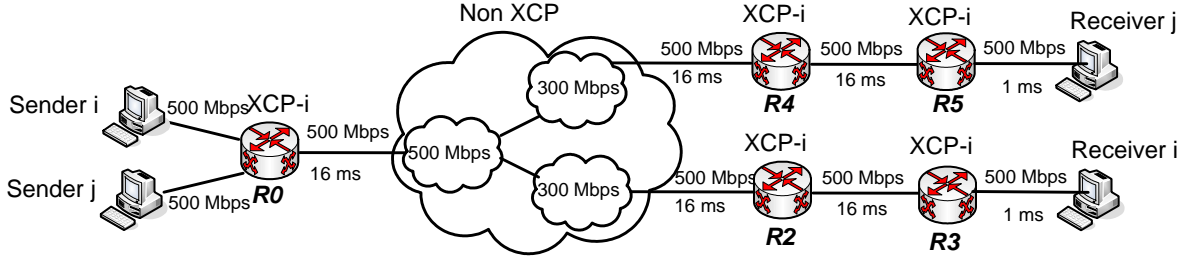 Non XCP
XCP-i
XCP-i
Receiver j
500 Mbps
500 Mbps
500 Mbps
16 ms
16 ms
1 ms
300 Mbps
R4
R5
Sender i
500 Mbps
XCP-i
500 Mbps
500 Mbps
16 ms
R0
Sender j
500 Mbps
XCP-i
XCP-i
Receiver i
300 Mbps
500 Mbps
500 Mbps
500 Mbps
16 ms
16 ms
1 ms
R2
R3